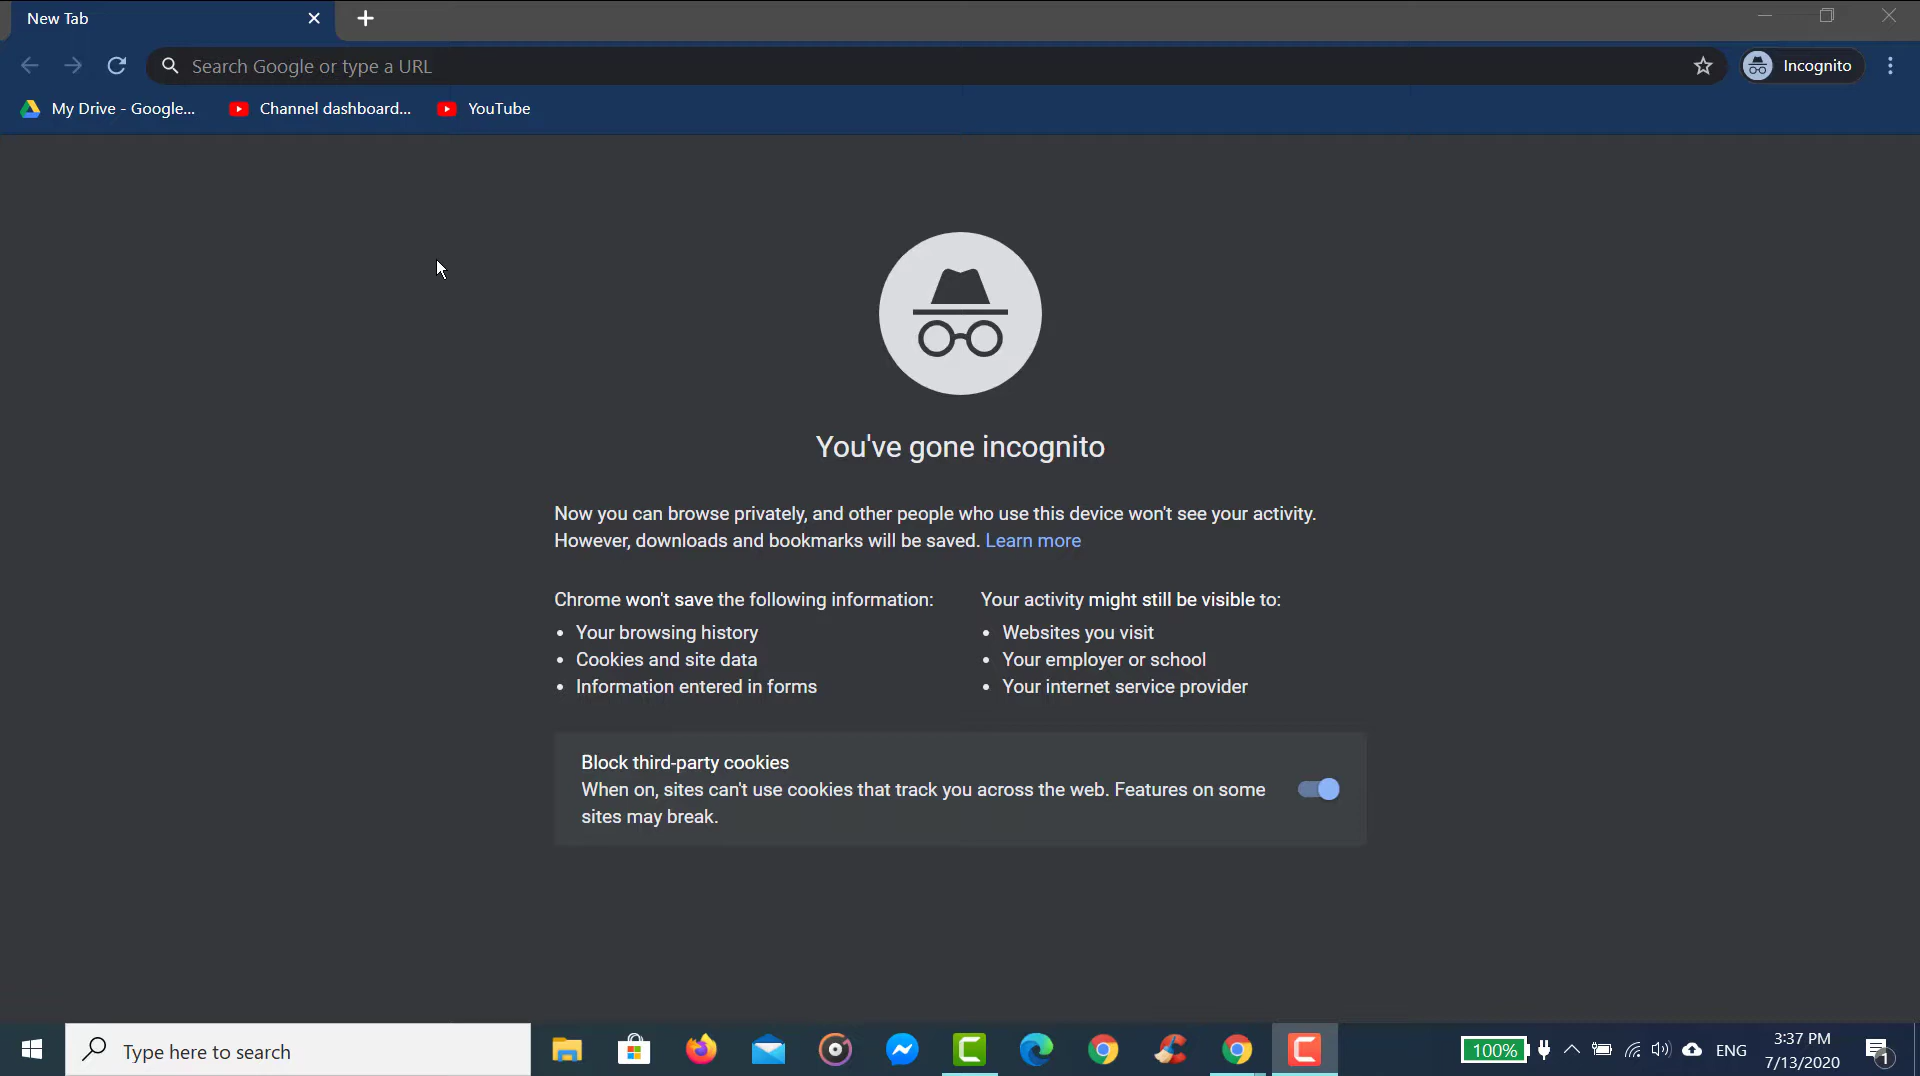 New Tab
Search Google or type a URL
Incognito
My Drive - Google...
Channel dashboard...
YouTube
You've gone incognito
Now you can browse privately, and other people who use this device won't see your activity.
However, downloads and bookmarks will be saved. Learn more
Chrome won't save the following information:
Your browsing history
Cookies and site data
Information entered in forms
Your activity might still be visible to:
Websites you visit
Your employer or school
Your internet service provider
Block third-party cookies
When on, sites can't use cookies that track you across the web. Features on some
sites may break.
Type here to search
100%
ENG
3:37 PM
7/13/2020
1